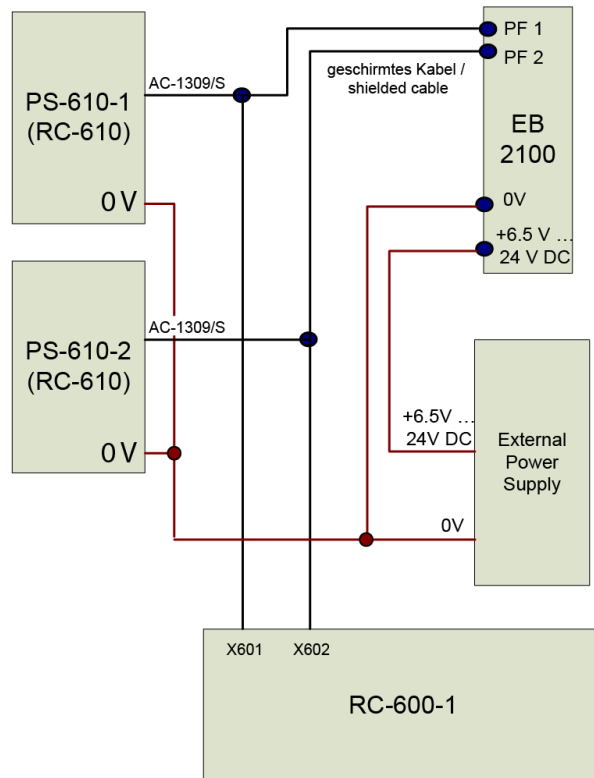 PF 1
AC-1309/S
PF 2
geschirmtes Kabel /
shielded cable
PS-610-1
(RC-610)
EB
2100
0 V
0V
+6.5 V ...
24 V DC
AC-1309/S
PS-610-2
(RC-610)
+6.5V ...
24V DC
External
Power
Supply
0 V
0V
X601
X602
RC-600-1